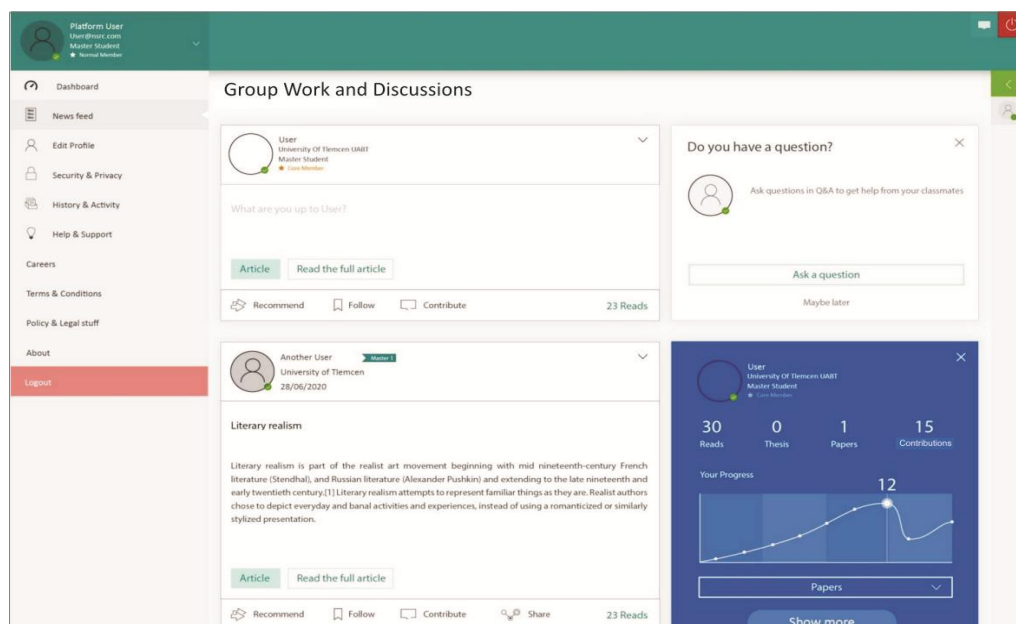 Platform User
User@nsrc.com
Master Student
Normal Member
Dashboard
News feed
Edit Profile
Security & Privacy
History & Activity
Help & Support
Careers
Terms & Conditions
Policy & Legal stuff
About
Logout
Group Work and Discussions
User
University Of Tlemcen UABT
Master Student
Core Member
What are you up to User?
Article
Read the full article
Recommend
Follow
Contribute
23 Reads
Another User
Master 1
University of Tlemcen
28/06/2020
Literary realism
Literary realism is part of the realist art movement beginning with mid nineteenth-century French
literature (Stendhal), and Russian literature (Alexander Pushkin) and extending to the late nineteenth and
early twentieth century.[1] Literary realism attempts to represent familiar things as they are. Realist authors
chose to depict everyday and banal activities and experiences, instead of using a romanticized or similarly
stylized presentation.
Article
Read the full article
Recommend
Follow
Contribute
Share
23 Reads
Do you have a question?
Ask questions in Q&A to get help from your classmates
Ask a question
Maybe later
User
University Of Tlemcen UABT
Master Student
Core Member
30
Reads
0
Thesis
1
Papers
15
Contributions
Your Progress
12
Papers
Show more